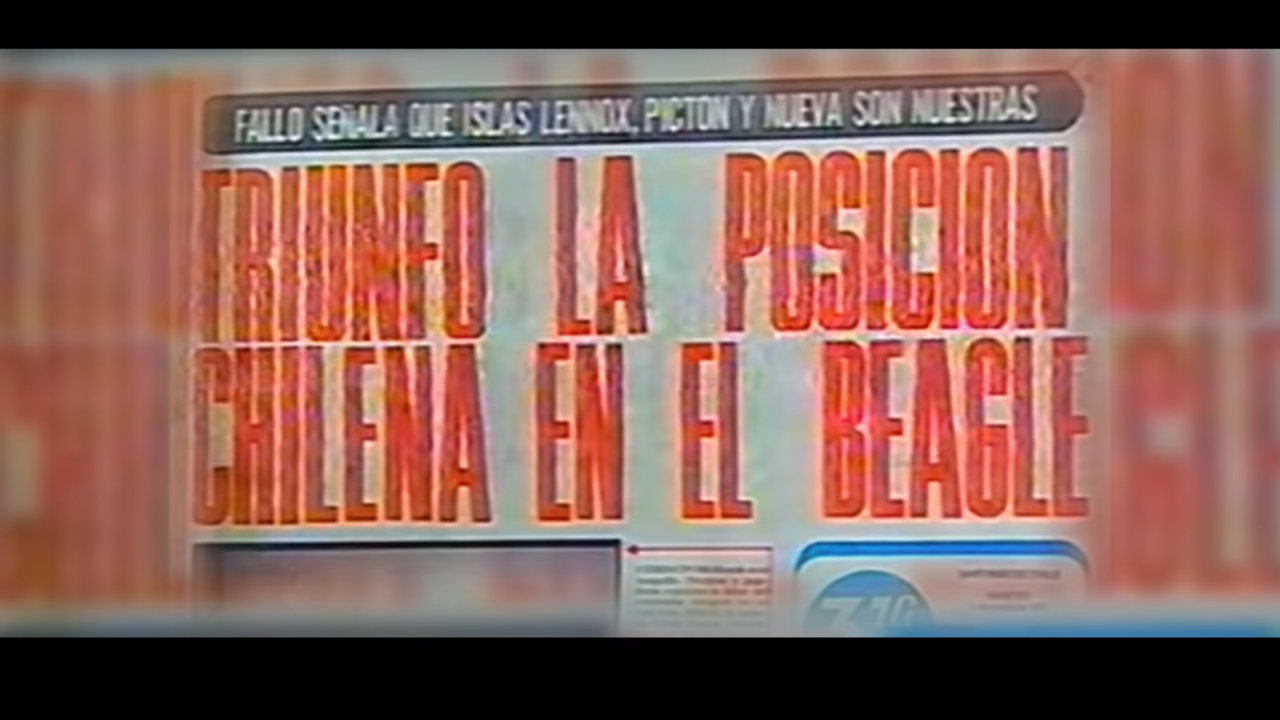 FALLO SEÑALA QUE ISLAS LENNOX, PICTON Y NUEVA SON NUESTRAS
TRIUNFO LA POSICION
CHILENA EN EL BEAGLE